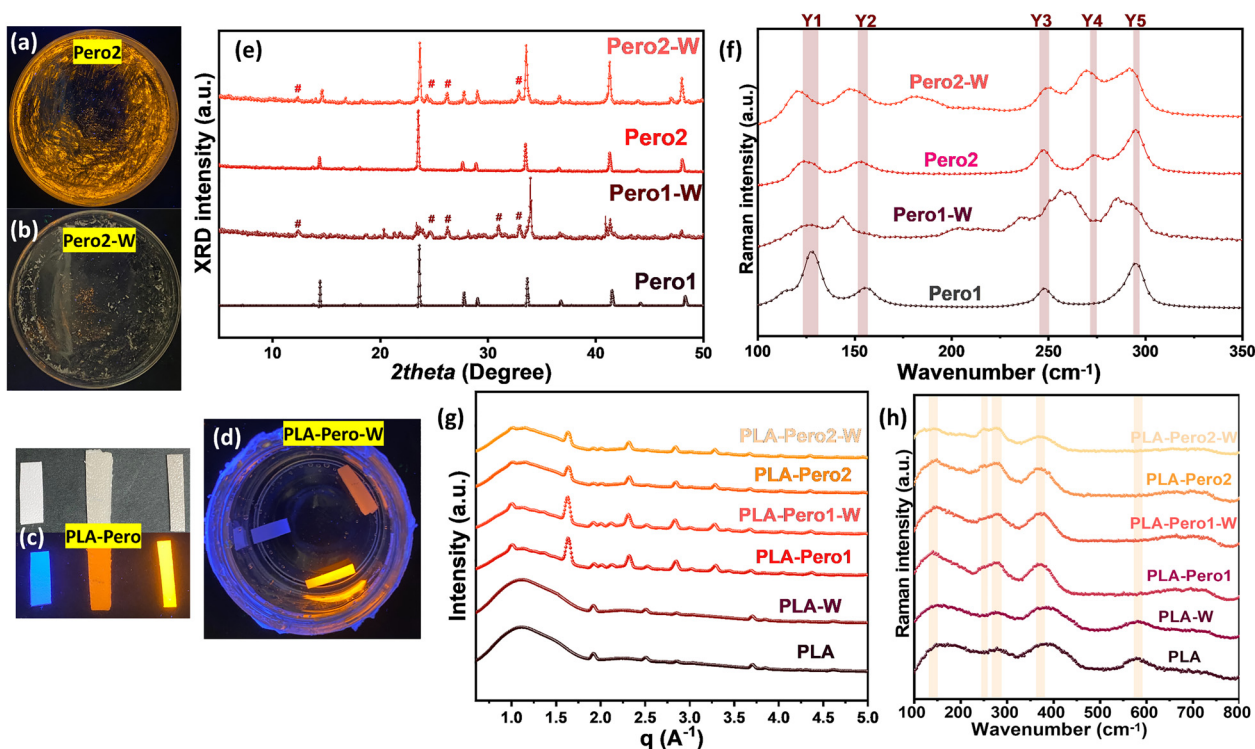 (a)
Pero2
(b)
Pero2-W
(c)
PLA-Pero
(d)
PLA-Pero-W
(e)
XRD intensity (a.u.)
Pero2-W
# # # #
Pero2
Pero1-W
# # # # #
Pero1
10 20 30 40 50
2theta (Degree)
Y1 Y2 Y3 Y4 Y5
(f)
Raman intensity (a.u.)
Pero2-W
Pero2
Pero1-W
Pero1
100 150 200 250 300 350
Wavenumber (cm⁻¹)
(g)
Intensity (a.u.)
PLA-Pero2-W
PLA-Pero2
PLA-Pero1-W
PLA-Pero1
PLA-W
PLA
1.0 1.5 2.0 2.5 3.0 3.5 4.0 4.5 5.0
q (A⁻¹)
(h)
Raman intensity (a.u.)
PLA-Pero2-W
PLA-Pero2
PLA-Pero1-W
PLA-Pero1
PLA-W
PLA
100 200 300 400 500 600 700 800
Wavenumber (cm⁻¹)